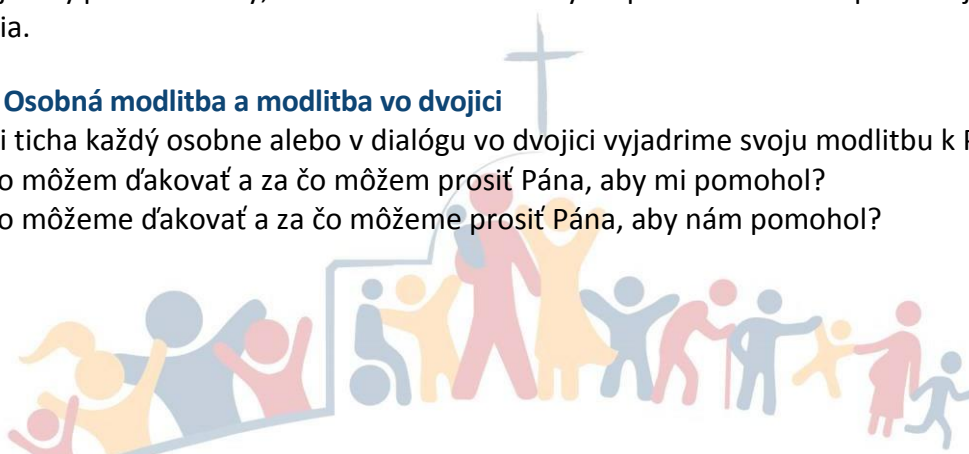 ia.
Osobná modlitba a modlitba vo dvojici
i ticha každý osobne alebo v dialógu vo dvojici vyjadrime svoju modlitbu k
o môžem ďakovať a za čo môžem prosiť Pána, aby mi pomohol?
o môžeme ďakovať a za čo môžeme prosiť Pána, aby nám pomohol?